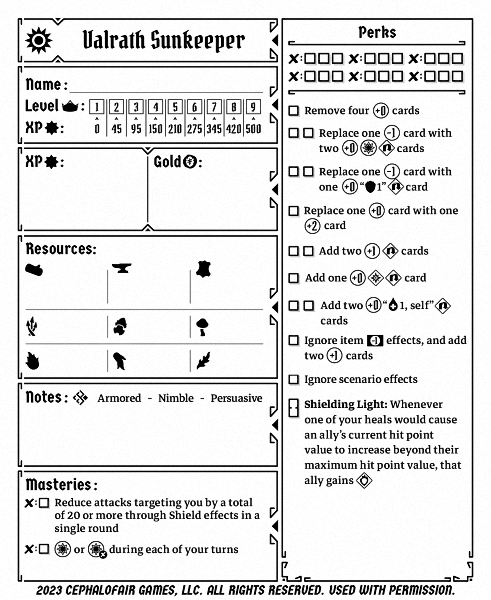 Valrath Sunkeeper
Name:
Level :
1 2 3 4 5 6 7 8 9
XP :
0 45 95 150 210 275 345 420 500
XP :
Gold :
Resources:
Notes: Armored - Nimble - Persuasive
Masteries:
Reduce attacks targeting you by a total
of 20 or more through Shield effects in a
single round
or during each of your turns
Perks
Remove four +0 cards
Replace one -1 card with
two +0 cards
Replace one -1 card with
one +0 "1" card
Replace one +0 card with one
+2 card
Add two +1 cards
Add one +0 card
Add two +0 "1, self"
cards
Ignore item -1 effects, and add
two +1 cards
Ignore scenario effects
Shielding Light: Whenever
one of your heals would cause
an ally's current hit point
value to increase beyond their
maximum hit point value, that
ally gains
2023 CEPHALOFAIR GAMES, LLC. ALL RIGHTS RESERVED. USED WITH PERMISSION.